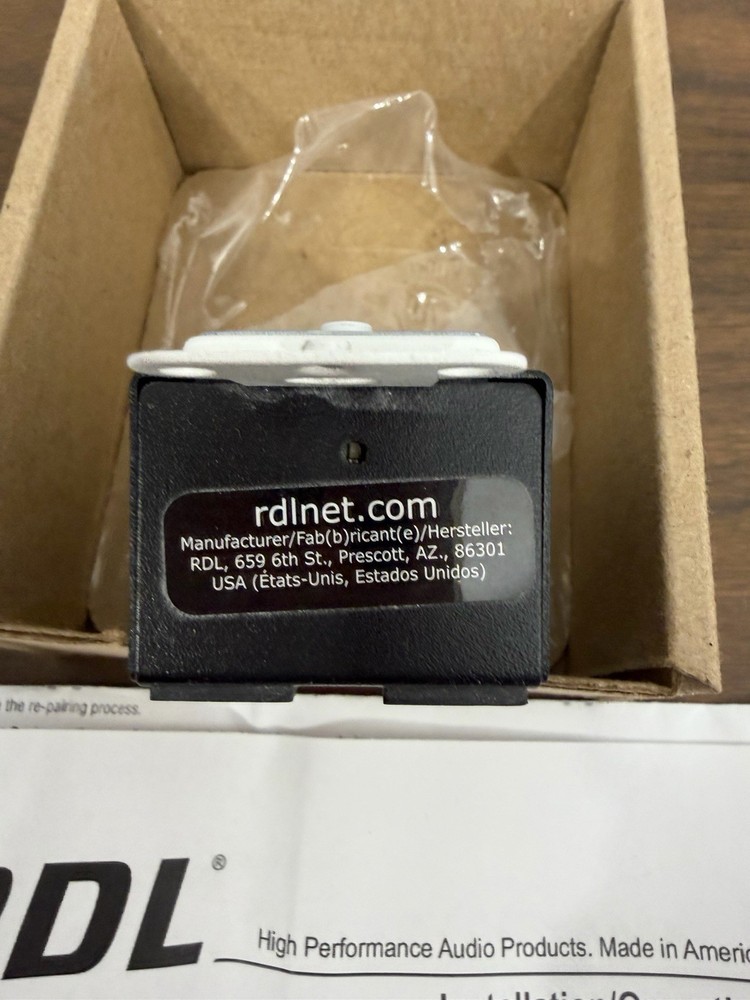 rdlnet.com
Manufacturer/Fab(b)ricant(e)/Hersteller:
RDL, 659 6th St., Prescott, AZ., 86301
USA (États-Unis, Estados Unidos)
the re-pairing process.
DL®
High Performance Audio Products. Made in Americ